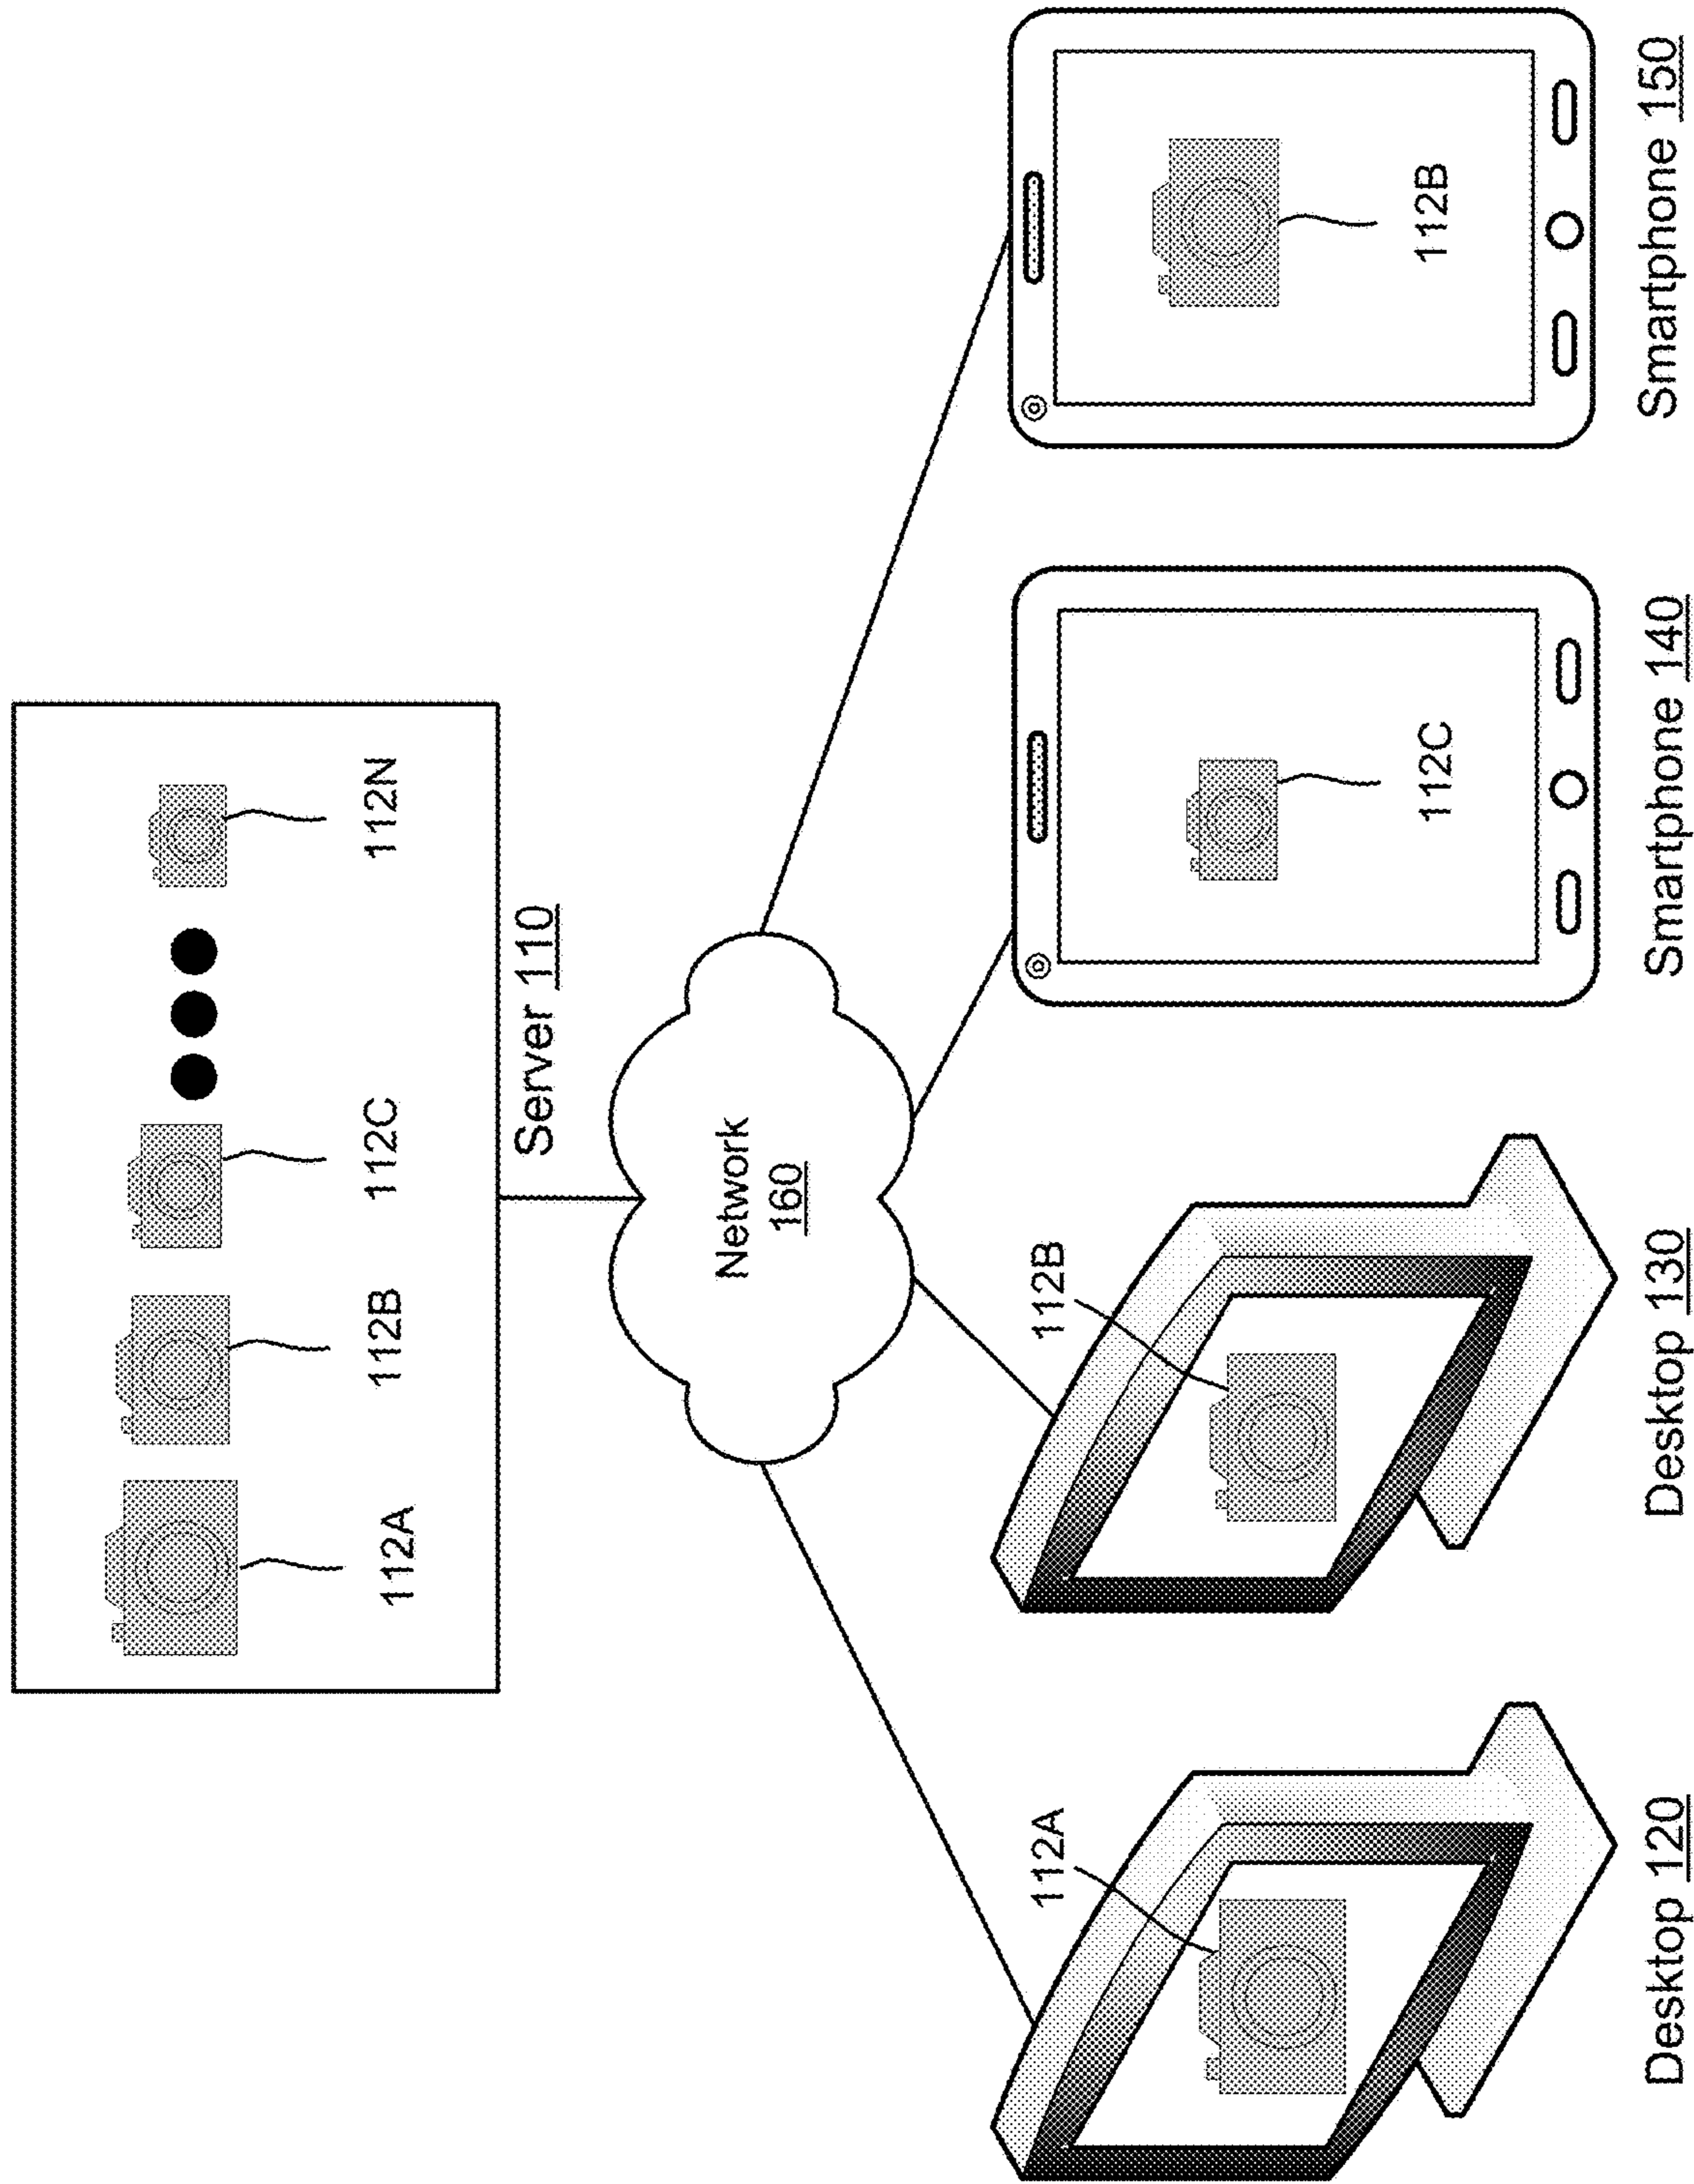 112A
112B
112C
112N
Server 110
Network
160
112A
112B
112C
112B
Desktop 120
Desktop 130
Smartphone 140
Smartphone 150